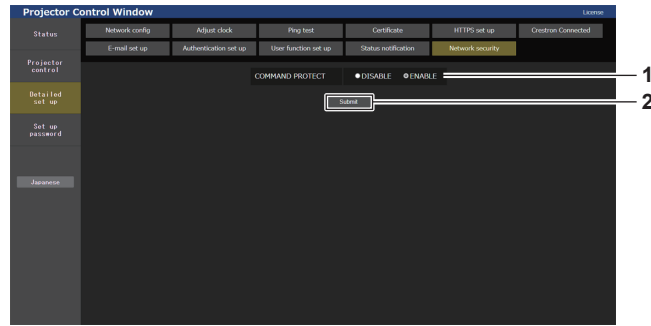 Projector Control Window License
Status
Network config Adjust clock Ping test Certificate HTTPS set up Crestron Connected
E-mail set up Authentication set up User function set up Status notification Network security
Projector
control
COMMAND PROTECT DISABLE ENABLE 1
Detailed
set up
Submit 2
Set up
password
Japanese